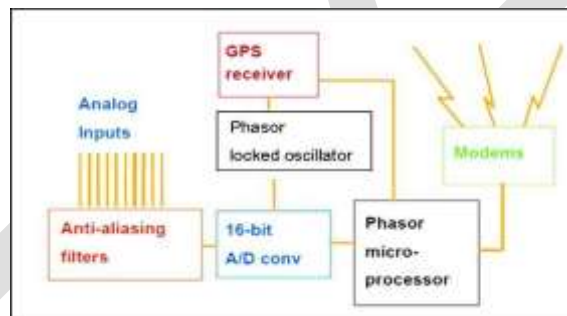 GPS
receiver
Analog
Inputs
Phasor
locked oscillator
Modems
Anti-aliasing
filters
16-bit
A/D conv
Phasor
micro-
processor